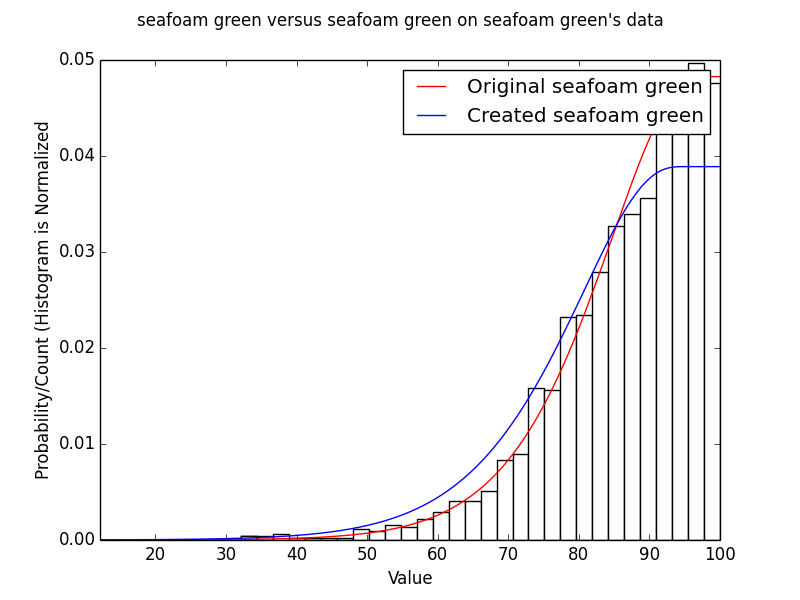 seafoam green versus seafoam green on seafoam green's data
0.05
0.04
0.03
0.02
0.01
0.00
Probability/Count (Histogram is Normalized
Original seafoam green
Created seafoam green
20 30 40 50 60 70 80 90 100
Value